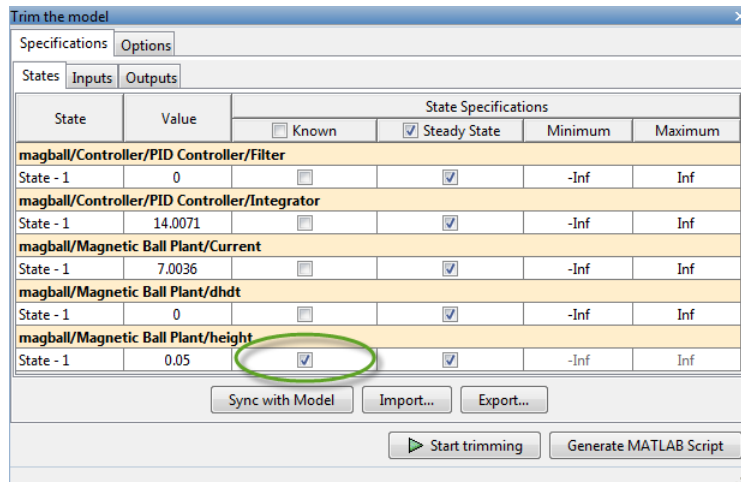 Trim the model
Specifications Options
States Inputs Outputs
State Value State Specifications
Known Steady State Minimum Maximum
magball/Controller/PID Controller/Filter
State - 1 0 -Inf Inf
magball/Controller/PID Controller/Integrator
State - 1 14.0071 -Inf Inf
magball/Magnetic Ball Plant/Current
State - 1 7.0036 -Inf Inf
magball/Magnetic Ball Plant/dhdt
State - 1 0 -Inf Inf
magball/Magnetic Ball Plant/height
State - 1 0.05 -Inf Inf
Sync with Model Import... Export...
Start trimming Generate MATLAB Script